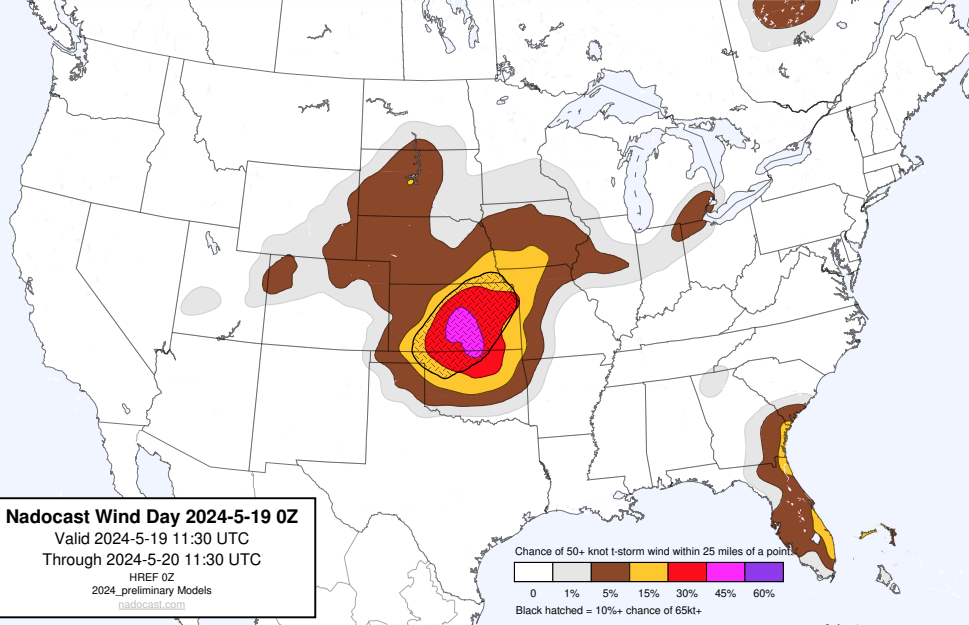 Nadocast Wind Day 2024-5-19 0Z
Valid 2024-5-19 11:30 UTC
Through 2024-5-20 11:30 UTC
HREF 0Z
2024_preliminary Models
nadocast.com
Chance of 50+ knot t-storm wind within 25 miles of a point.
0 1% 5% 15% 30% 45% 60%
Black hatched = 10%+ chance of 65kt+